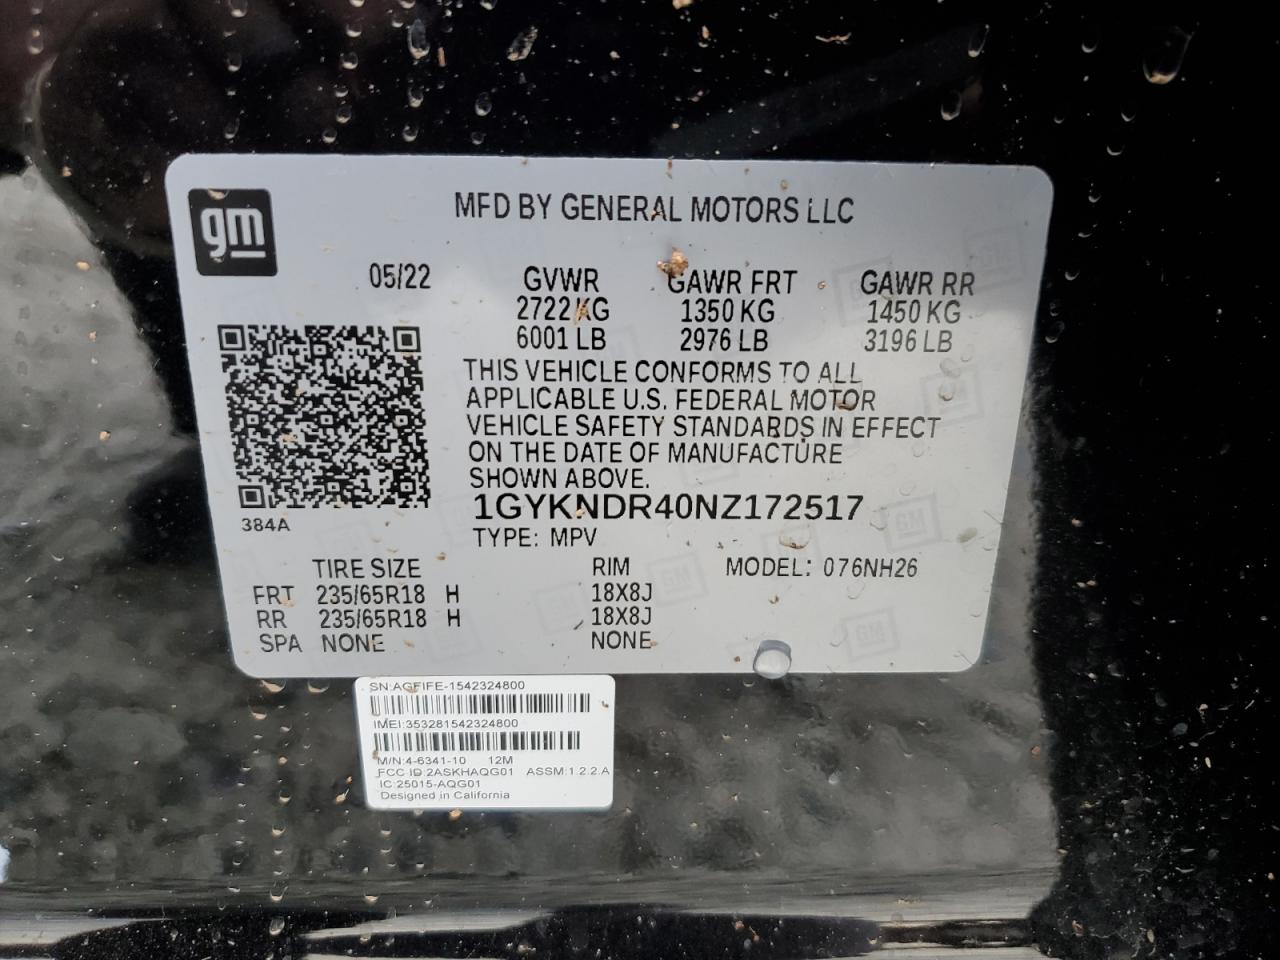 gm
MFD BY GENERAL MOTORS LLC
05/22 GVWR GAWR FRT GAWR RR
2722 KG 1350 KG 1450 KG
6001 LB 2976 LB 3196 LB
THIS VEHICLE CONFORMS TO ALL
APPLICABLE U.S. FEDERAL MOTOR
VEHICLE SAFETY STANDARDS IN EFFECT
ON THE DATE OF MANUFACTURE
SHOWN ABOVE.
384A
1GYKNDR40NZ172517
TYPE: MPV
TIRE SIZE RIM MODEL: 076NH26
FRT 235/65R18 H 18X8J
RR 235/65R18 H 18X8J
SPA NONE NONE
SN:AGFIFE-1542324800
IMEI:353281542324800
M/N:4-6341-10 12M
FCC ID:2ASKHAQG01 ASSM:1.2.2.A
IC:25015-AQG01
Designed in California